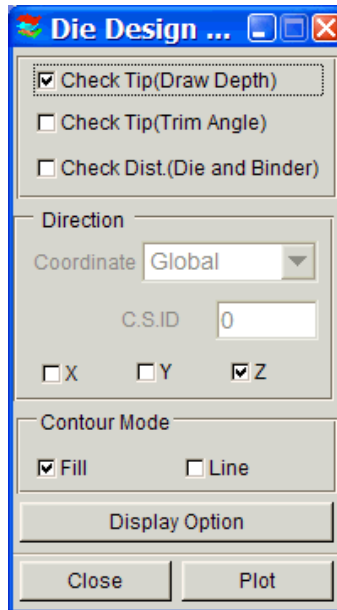 Die Design ...
Check Tip(Draw Depth)
Check Tip(Trim Angle)
Check Dist.(Die and Binder)
Direction
Coordinate Global
C.S.ID 0
X Y Z
Contour Mode
Fill Line
Display Option
Close Plot